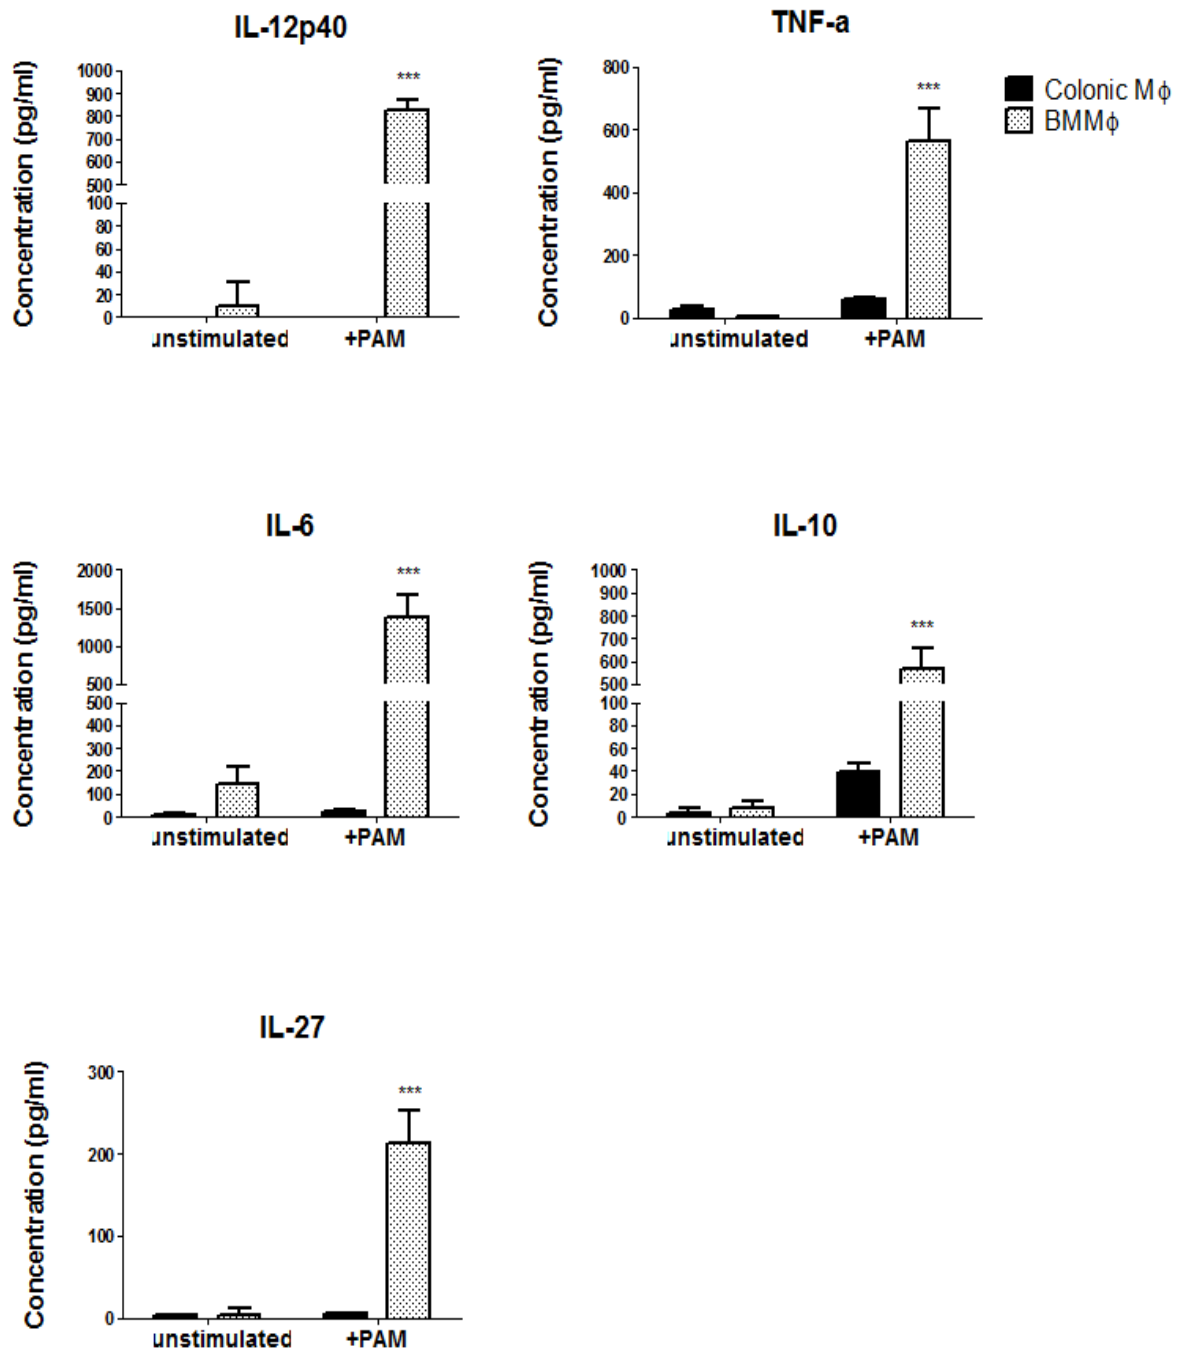 IL-12p40
Concentration (pg/ml)
1000
900
800
700
600
500
100
80
60
40
20
0
***
unstimulated
+PAM
TNF-a
Concentration (pg/ml)
800
600
400
200
0
***
unstimulated
+PAM
Colonic Mϕ
BMMϕ
IL-6
Concentration (pg/ml)
2000
1500
1000
500
500
400
300
200
100
0
***
unstimulated
+PAM
IL-10
Concentration (pg/ml)
1000
900
800
700
600
500
100
80
60
40
20
0
***
unstimulated
+PAM
IL-27
Concentration (pg/ml)
300
200
100
0
***
unstimulated
+PAM